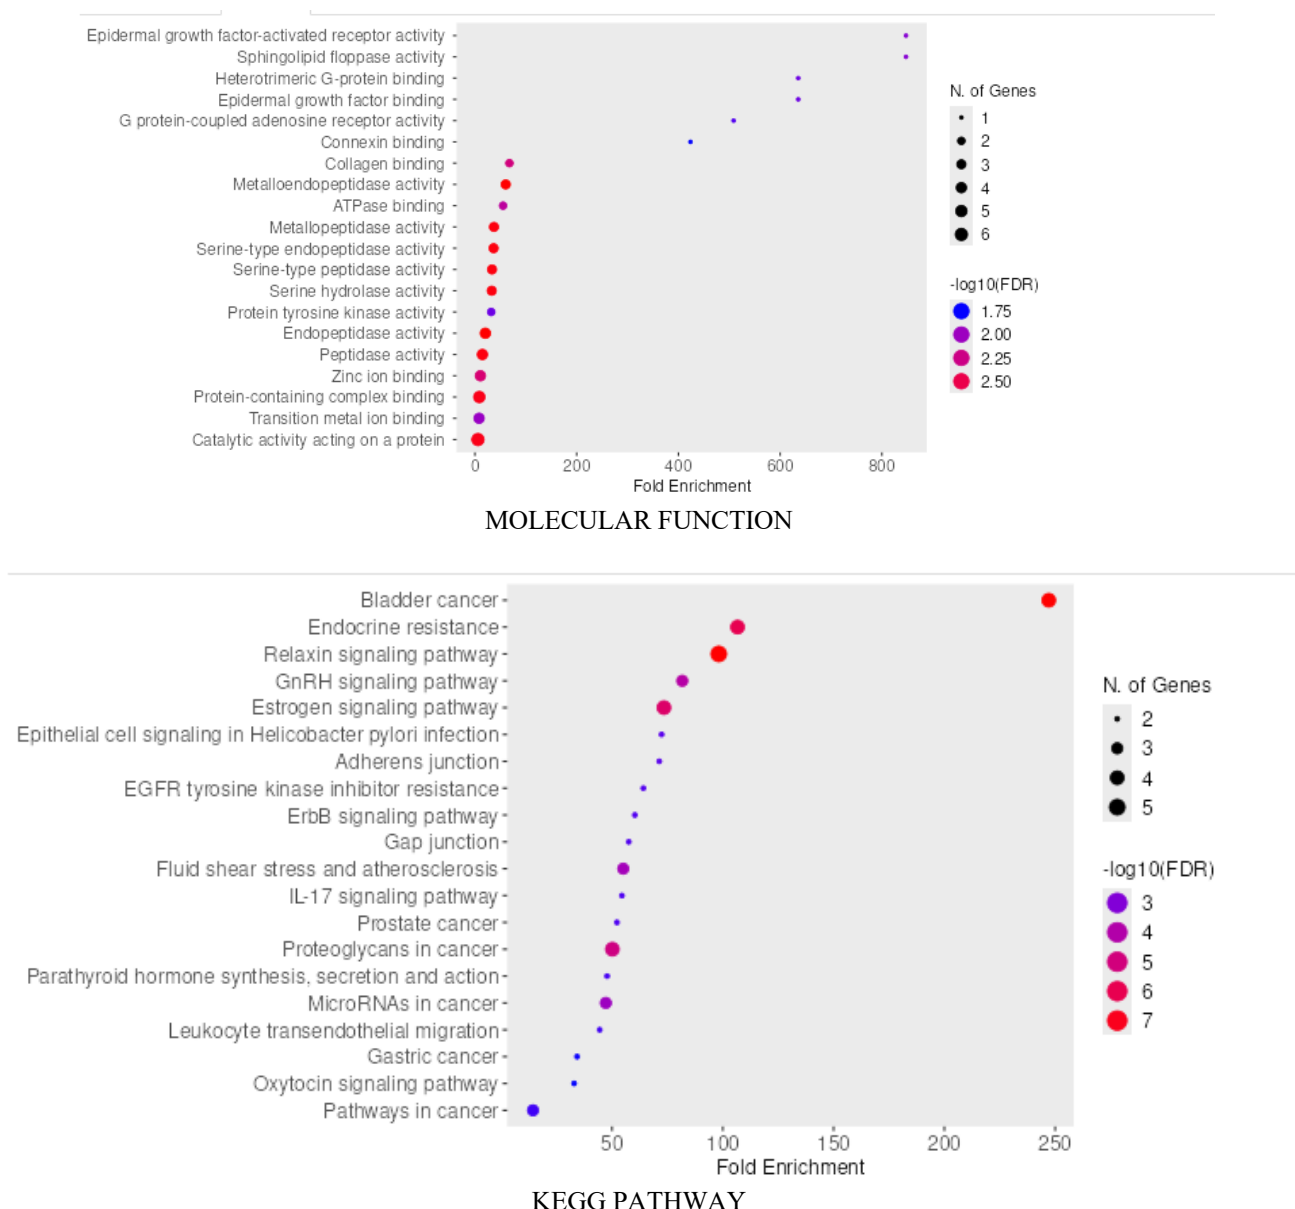 Epidermal growth factor-activated receptor activity
Sphingolipid floppase activity
Heterotrimeric G-protein binding
Epidermal growth factor binding
G protein-coupled adenosine receptor activity
Connexin binding
Collagen binding
Metalloendopeptidase activity
ATPase binding
Metallopeptidase activity
Serine-type endopeptidase activity
Serine-type peptidase activity
Serine hydrolase activity
Protein tyrosine kinase activity
Endopeptidase activity
Peptidase activity
Zinc ion binding
Protein-containing complex binding
Transition metal ion binding
Catalytic activity acting on a protein
0 200 400 600 800
Fold Enrichment
N. of Genes
1
2
3
4
5
6
-log10(FDR)
1.75
2.00
2.25
2.50
MOLECULAR FUNCTION
Bladder cancer
Endocrine resistance
Relaxin signaling pathway
GnRH signaling pathway
Estrogen signaling pathway
Epithelial cell signaling in Helicobacter pylori infection
Adherens junction
EGFR tyrosine kinase inhibitor resistance
ErbB signaling pathway
Gap junction
Fluid shear stress and atherosclerosis
IL-17 signaling pathway
Prostate cancer
Proteoglycans in cancer
Parathyroid hormone synthesis, secretion and action
MicroRNAs in cancer
Leukocyte transendothelial migration
Gastric cancer
Oxytocin signaling pathway
Pathways in cancer
50 100 150 200 250
Fold Enrichment
N. of Genes
2
3
4
5
-log10(FDR)
3
4
5
6
7
KEGG PATHWAY